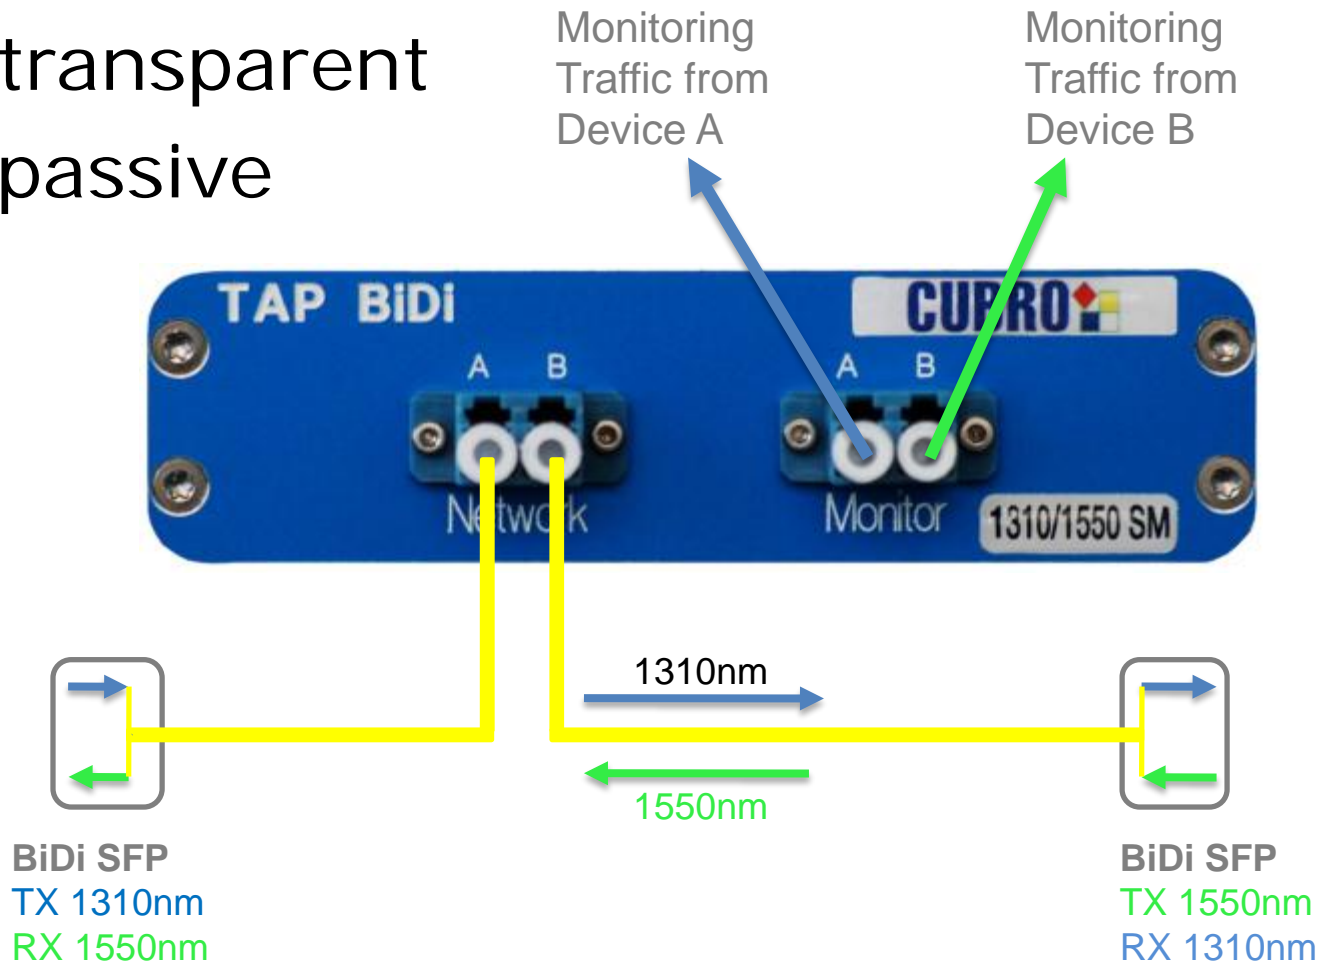 transparent
passive
Monitoring
Traffic from
Device A
Monitoring
Traffic from
Device B
TAP BiDi
CUBRO
A B
A B
Network
Monitor
1310/1550 SM
1310nm
1550nm
BiDi SFP
TX 1310nm
RX 1550nm
BiDi SFP
TX 1550nm
RX 1310nm